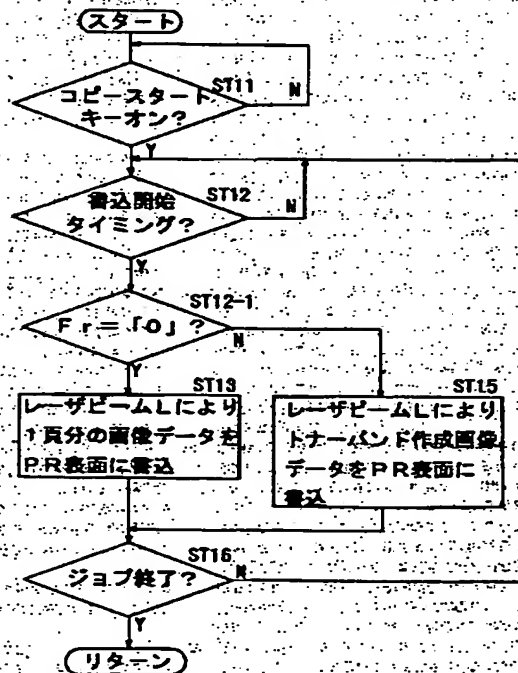 スタート
ST11
コピースタート
キーオン?
N
Y
ST12
書込開始
タイミング?
N
Y
ST12-1
Fr=「0」?
N
Y
ST13
レーザビームLにより
1頁分の画像データを
PR表面に書込
ST15
レーザビームLにより
トナーバンド作成画像
データをPR表面に
書込
ST16
ジョブ終了?
N
Y
リターン